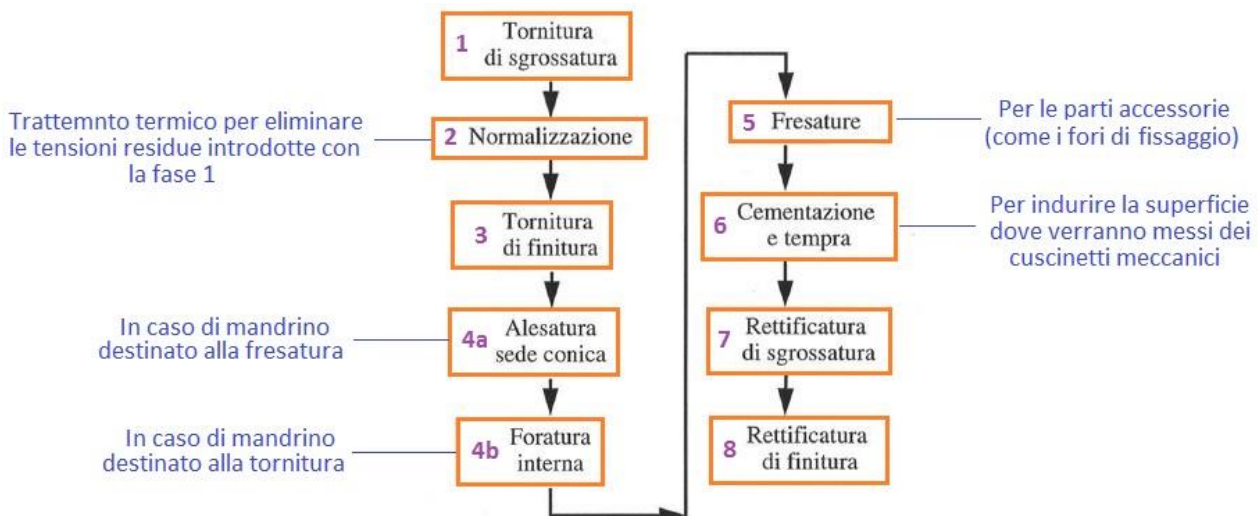 1 Tornitura
di sgrossatura
Trattemnto termico per eliminare
le tensioni residue introdotte con
la fase 1
2 Normalizzazione
3 Tornitura
di finitura
In caso di mandrino
destinato alla fresatura
4a Alesatura
sede conica
In caso di mandrino
destinato alla tornitura
4b Foratura
interna
5 Fresature
Per le parti accessorie
(come i fori di fissaggio)
6 Cementazione
e tempra
Per indurire la superficie
dove verranno messi dei
cuscinetti meccanici
7 Rettificatura
di sgrossatura
8 Rettificatura
di finitura